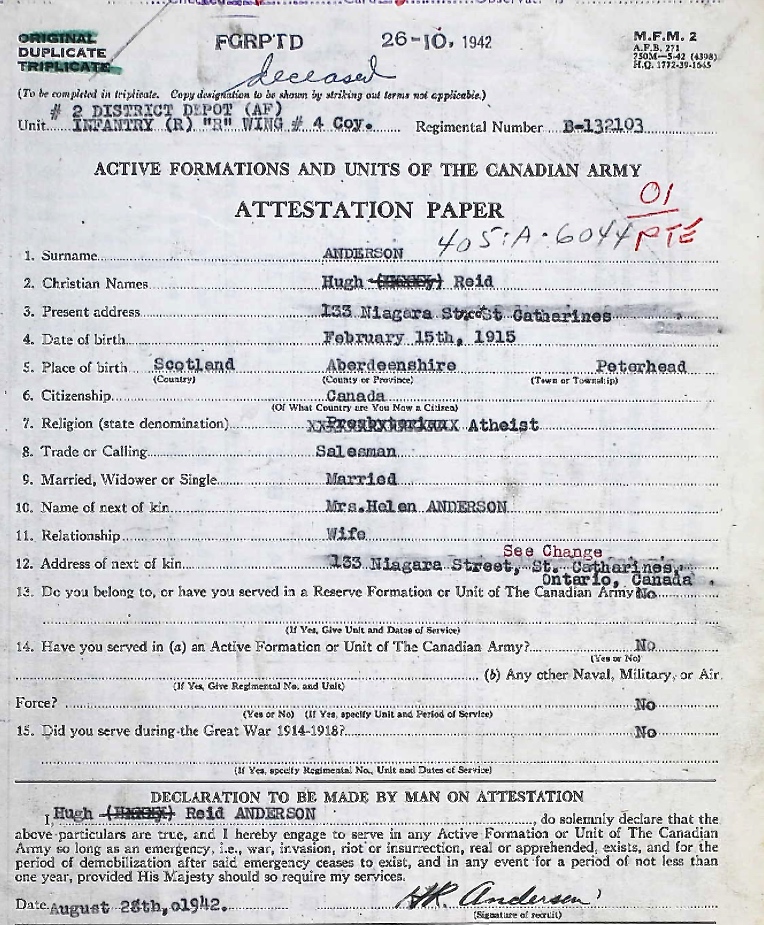 ORIGINAL
DUPLICATE
TRIPLICATE
FGRPTD 26-10, 1942
M.F.M. 2
A.F.B. 271
750M—5-42 (4398)
H.Q. 1772-39-1645
deceased
(To be completed in triplicate. Copy designation to be shown by striking out terms not applicable.)
# 2 DISTRICT DEPOT (AF)
Unit INFANTRY (R) "R" WING # 4 Coy. Regimental Number B-132103
ACTIVE FORMATIONS AND UNITS OF THE CANADIAN ARMY
01
ATTESTATION PAPER
405·A·6044 PTE
1. Surname ANDERSON
2. Christian Names Hugh Reid
3. Present address 133 Niagara St. St Catharines
4. Date of birth February 15th, 1915
5. Place of birth Scotland Aberdeenshire Peterhead
(Country) (County or Province) (Town or Township)
6. Citizenship Canada
(Of What Country are You Now a Citizen)
7. Religion (state denomination) xxPresbyterianxX Atheist
8. Trade or Calling Salesman
9. Married, Widower or Single Married
10. Name of next of kin Mrs.Helen ANDERSON
11. Relationship Wife
See Change
12. Address of next of kin 133 Niagara Street, St. Catharines,
Ontario, Canada .
13. Do you belong to, or have you served in a Reserve Formation or Unit of The Canadian Army? No
(If Yes, Give Unit and Dates of Service)
14. Have you served in (a) an Active Formation or Unit of The Canadian Army? No
(Yes or No)
(b) Any other Naval, Military, or Air
(If Yes, Give Regimental No. and Unit)
Force? No
(Yes or No) (If Yes, specify Unit and Period of Service)
15. Did you serve during the Great War 1914-1918? No
(If Yes, specify Regimental No., Unit and Dates of Service)
DECLARATION TO BE MADE BY MAN ON ATTESTATION
I, Hugh Reid ANDERSON, do solemnly declare that the
above particulars are true, and I hereby engage to serve in any Active Formation or Unit of The Canadian
Army so long as an emergency, i.e., war, invasion, riot or insurrection, real or apprehended, exists, and for the
period of demobilization after said emergency ceases to exist, and in any event for a period of not less than
one year, provided His Majesty should so require my services.
Date August 28th, 1942. HR. Anderson
(Signature of recruit)